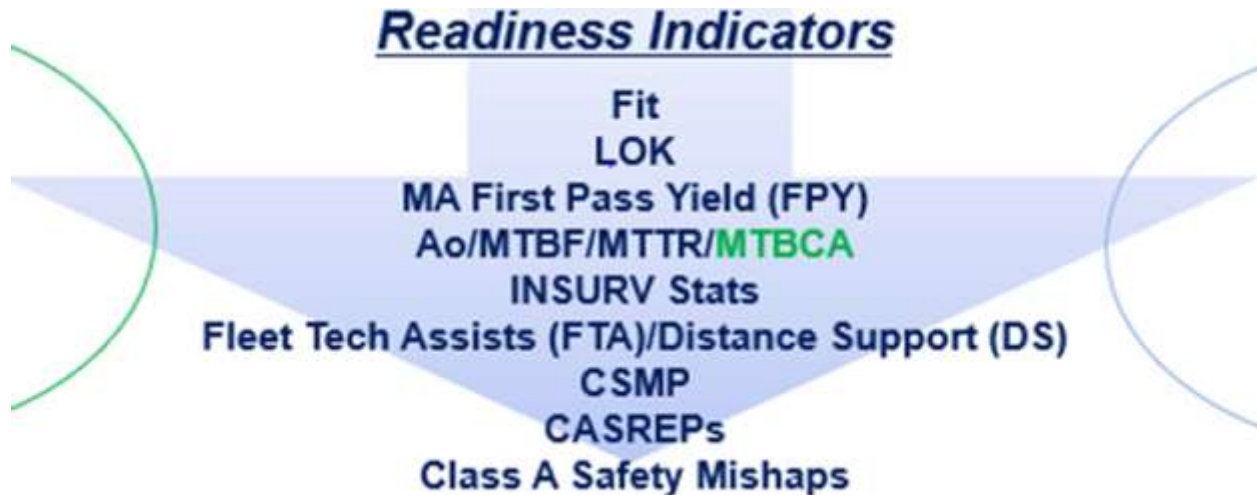 Readiness Indicators
Fit
LOK
MA First Pass Yield (FPY)
Ao/MTBF/MTTR/MTBCA
INSURV Stats
Fleet Tech Assists (FTA)/Distance Support (DS)
CSMP
CASREPs
Class A Safety Mishaps